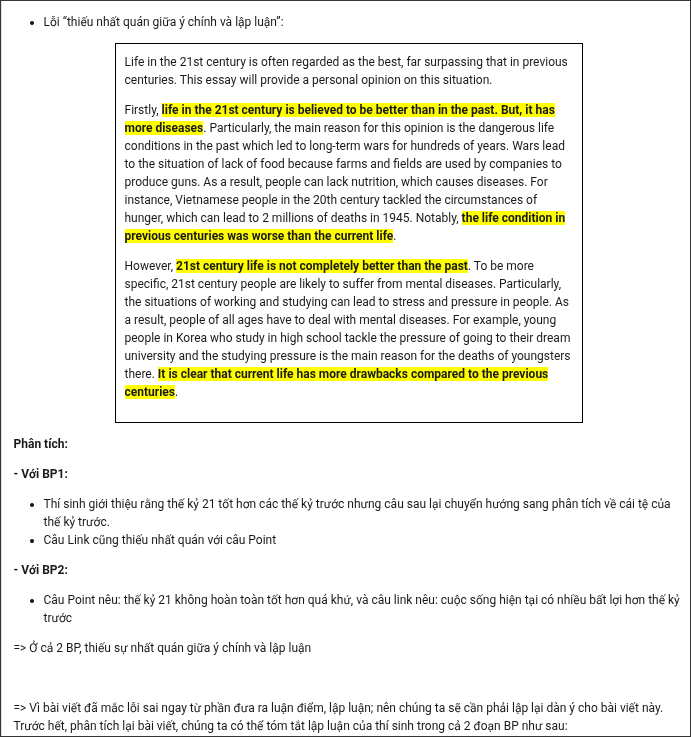 Lỗi “thiếu nhất quán giữa ý chính và lập luận”:
Life in the 21st century is often regarded as the best, far surpassing that in previous
centuries. This essay will provide a personal opinion on this situation.
Firstly, life in the 21st century is believed to be better than in the past. But, it has
more diseases. Particularly, the main reason for this opinion is the dangerous life
conditions in the past which led to long-term wars for hundreds of years. Wars lead
to the situation of lack of food because farms and fields are used by companies to
produce guns. As a result, people can lack nutrition, which causes diseases. For
instance, Vietnamese people in the 20th century tackled the circumstances of
hunger, which can lead to 2 millions of deaths in 1945. Notably, the life condition in
previous centuries was worse than the current life.
However, 21st century life is not completely better than the past. To be more
specific, 21st century people are likely to suffer from mental diseases. Particularly,
the situations of working and studying can lead to stress and pressure in people. As
a result, people of all ages have to deal with mental diseases. For example, young
people in Korea who study in high school tackle the pressure of going to their dream
university and the studying pressure is the main reason for the deaths of youngsters
there. It is clear that current life has more drawbacks compared to the previous
centuries.
Phân tích:
- Với BP1:
Thí sinh giới thiệu rằng thế kỷ 21 tốt hơn các thế kỷ trước nhưng câu sau lại chuyển hướng sang phân tích về cái tệ của
thế kỷ trước.
Câu Link cũng thiếu nhất quán với câu Point
- Với BP2:
Câu Point nêu: thế kỷ 21 không hoàn toàn tốt hơn quá khứ, và câu link nêu: cuộc sống hiện tại có nhiều bất lợi hơn thế kỷ
trước
=> Ở cả 2 BP, thiếu sự nhất quán giữa ý chính và lập luận
=> Vì bài viết đã mắc lỗi sai ngay từ phần đưa ra luận điểm, lập luận; nên chúng ta sẽ cần phải lập lại dàn ý cho bài viết này.
Trước hết, phân tích lại bài viết, chúng ta có thể tóm tắt lập luận của thí sinh trong cả 2 đoạn BP như sau: